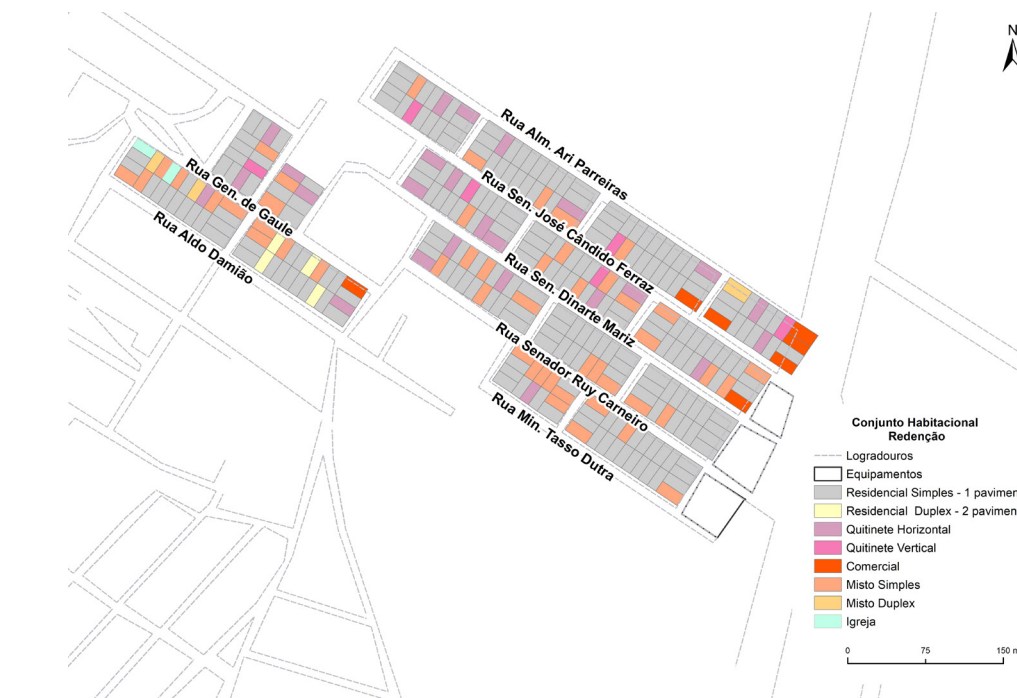 N
Rua Alm. Ari Parreiras
Rua Gen. de Gaule
Rua Sen. José Cândido Ferraz
Rua Aldo Damião
Rua Sen. Dinarte Mariz
Rua Senador Ruy Carneiro
Rua Min. Tasso Dutra
Conjunto Habitacional
Redenção
Logradouros
Equipamentos
Residencial Simples - 1 pavimen
Residencial Duplex - 2 pavimen
Quitinete Horizontal
Quitinete Vertical
Comercial
Misto Simples
Misto Duplex
Igreja
0 75 150 m